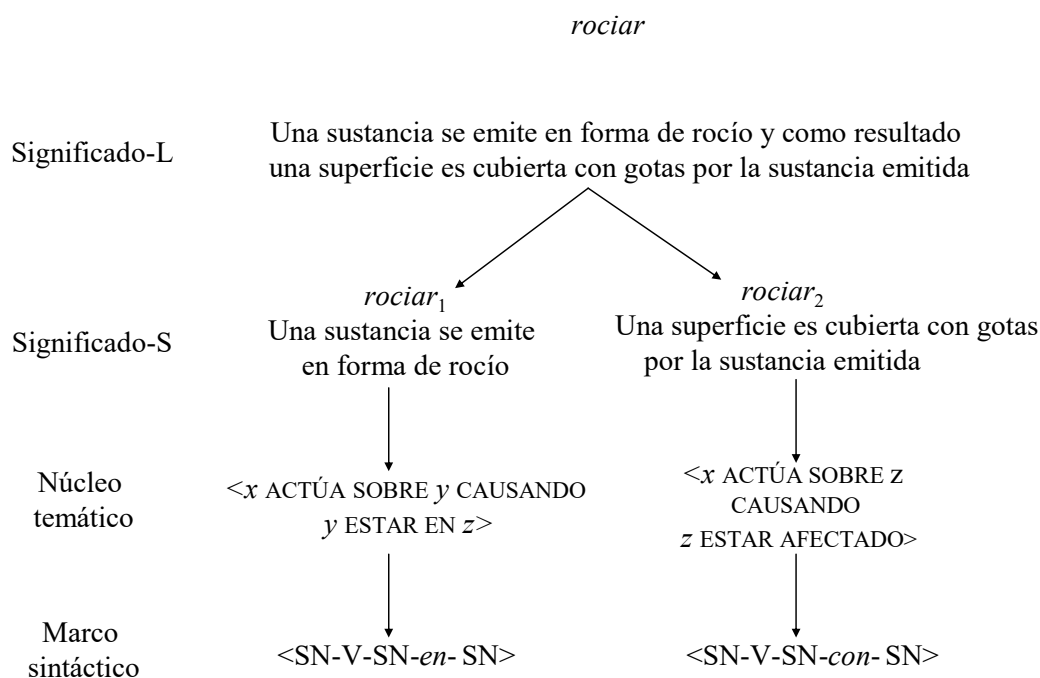 rociar
Significado-L
Una sustancia se emite en forma de rocío y como resultado
una superficie es cubierta con gotas por la sustancia emitida
Significado-S
rociar₁
Una sustancia se emite
en forma de rocío
rociar₂
Una superficie es cubierta con gotas
por la sustancia emitida
Núcleo
temático
<x ACTÚA SOBRE y CAUSANDO
y ESTAR EN z>
<x ACTÚA SOBRE z
CAUSANDO
z ESTAR AFECTADO>
Marco
sintáctico
<SN-V-SN-en- SN>
<SN-V-SN-con- SN>